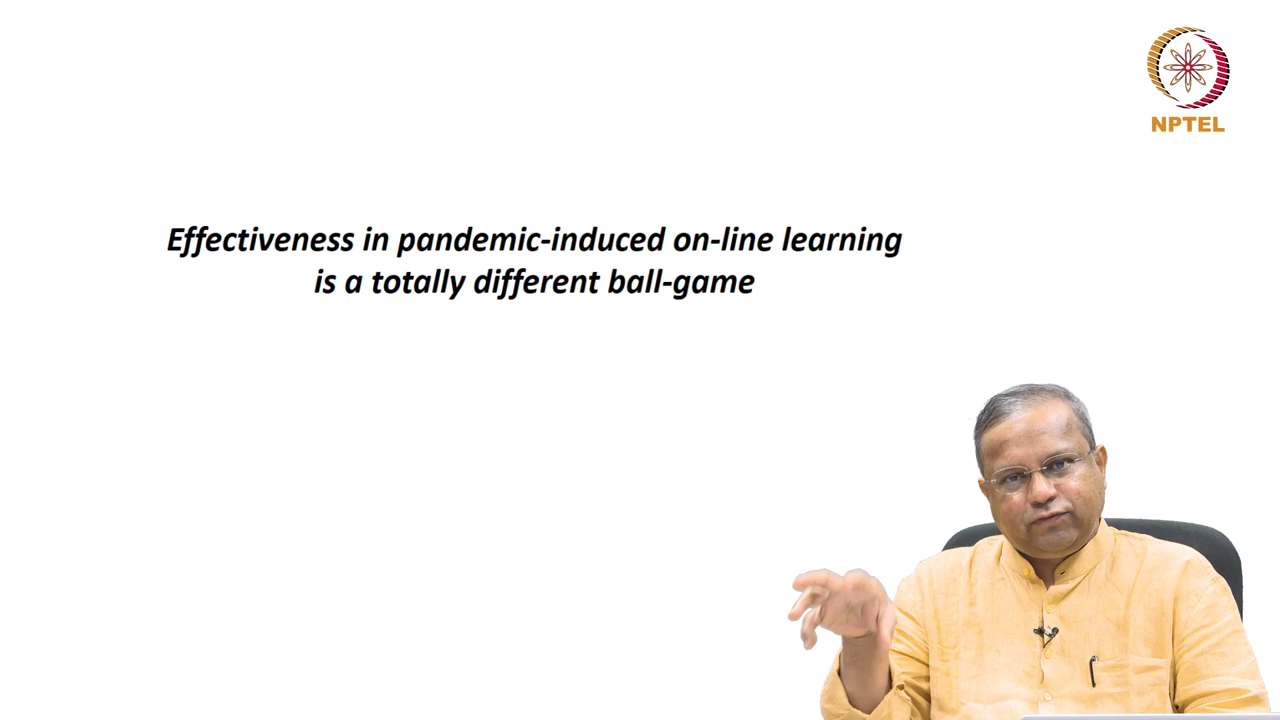 NPTEL
Effectiveness in pandemic-induced on-line learning
is a totally different ball-game